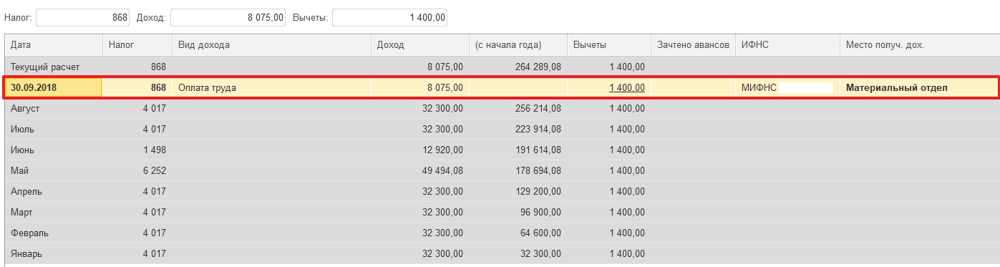 Налог: 868 Доход: 8 075,00 Вычеты: 1 400,00
Дата Налог Вид дохода Доход (с начала года) Вычеты Зачтено авансов ИФНС Место получ. дох.
Текущий расчет 868 8 075,00 264 289,08 1 400,00
30.09.2018 868 Оплата труда 8 075,00 1 400,00 МИФНС Материальный отдел
Август 4 017 32 300,00 256 214,08 1 400,00
Июль 4 017 32 300,00 223 914,08 1 400,00
Июнь 1 498 12 920,00 191 614,08 1 400,00
Май 6 252 49 494,08 178 694,08 1 400,00
Апрель 4 017 32 300,00 129 200,00 1 400,00
Март 4 017 32 300,00 96 900,00 1 400,00
Февраль 4 017 32 300,00 64 600,00 1 400,00
Январь 4 017 32 300,00 32 300,00 1 400,00